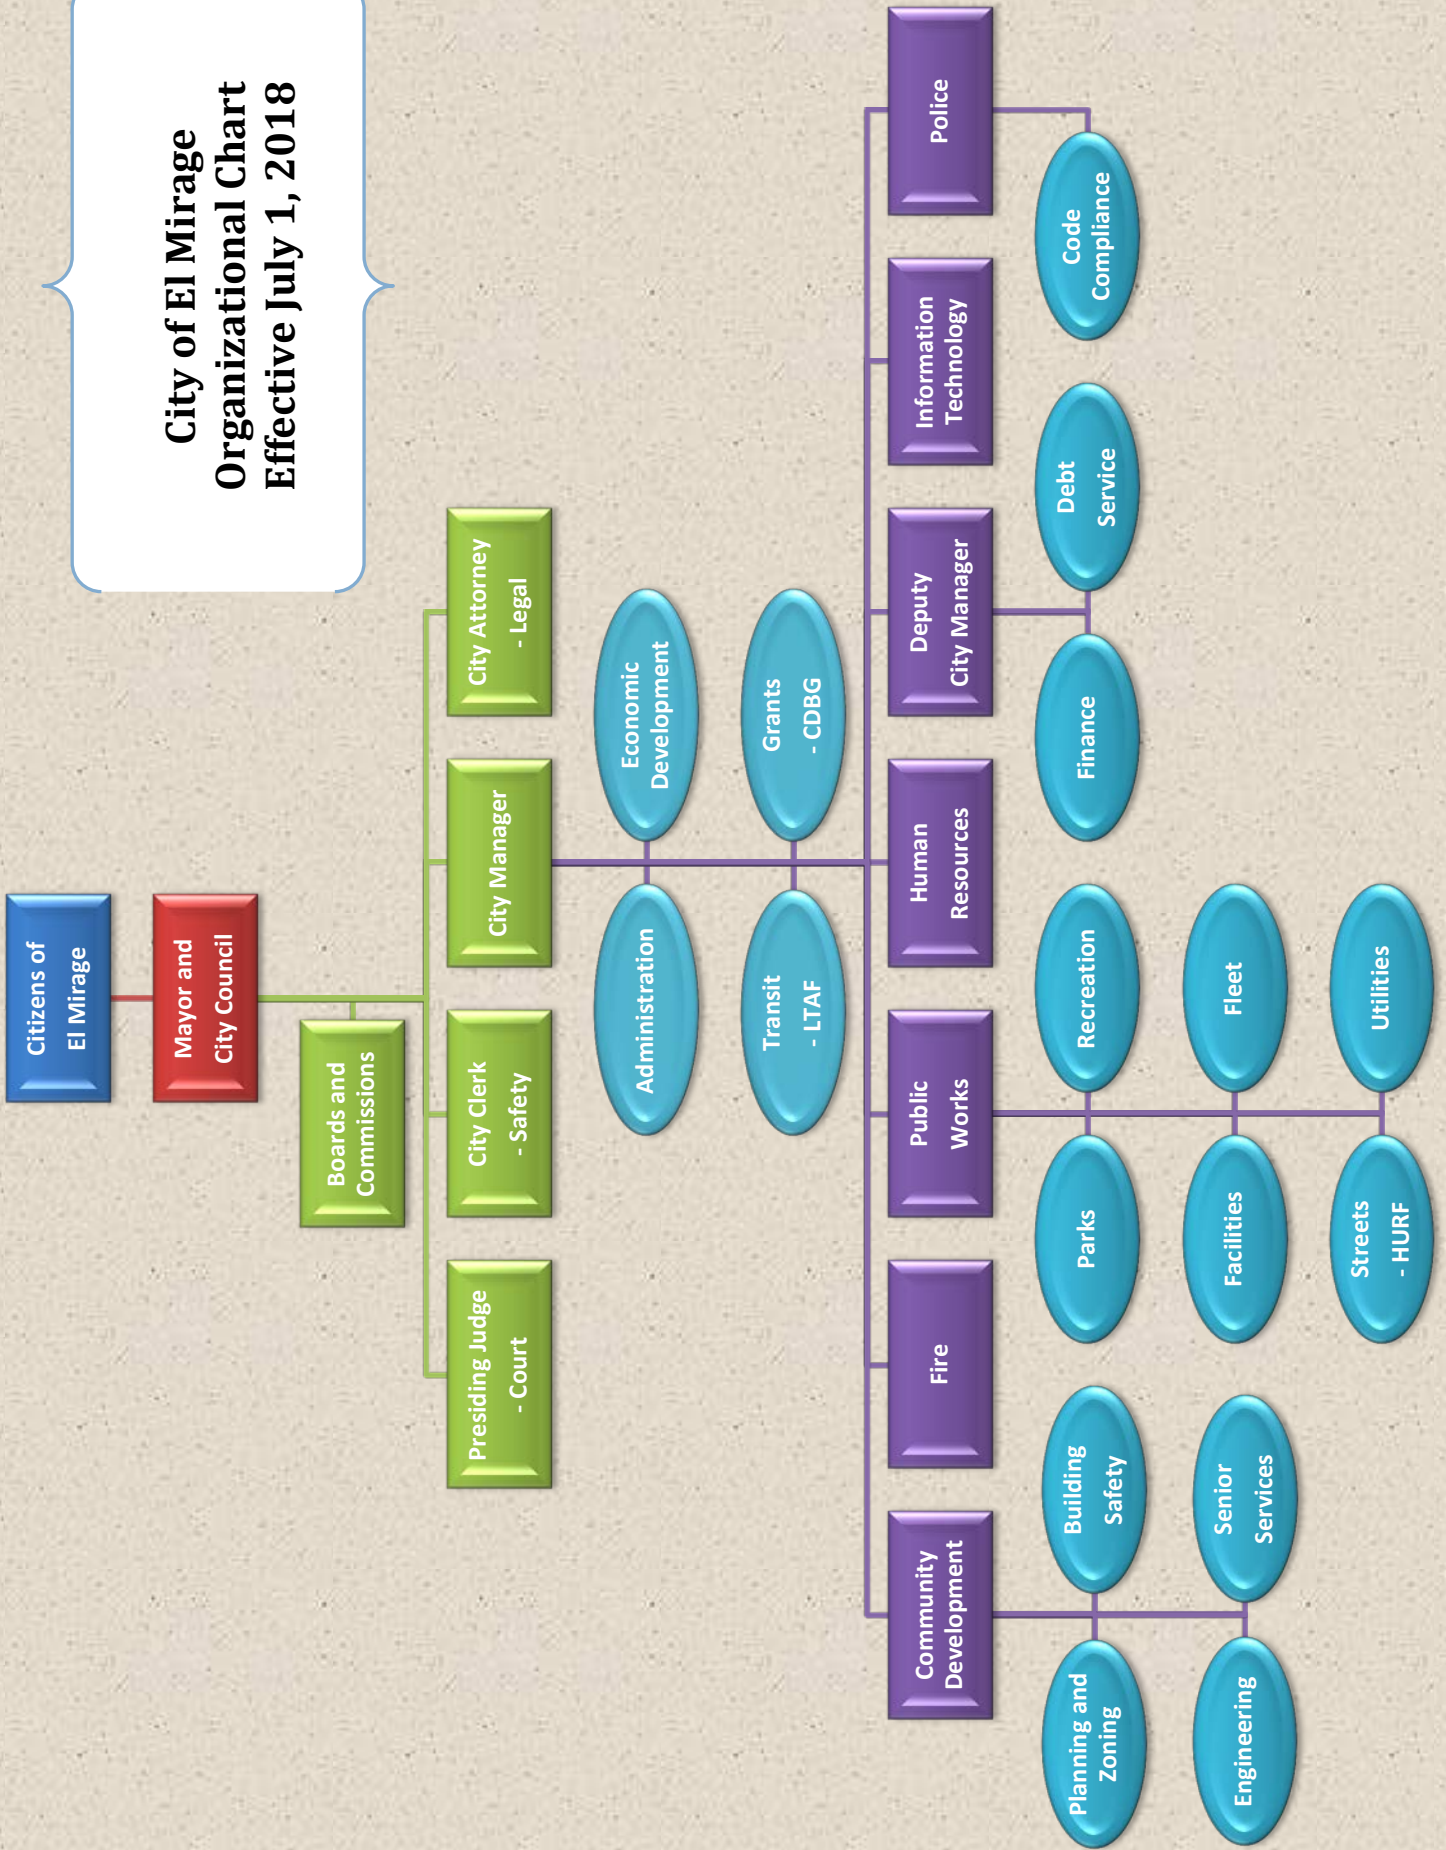 City of El Mirage
Organizational Chart
Effective July 1, 2018
Citizens of
El Mirage
Mayor and
City Council
Boards and
Commissions
Presiding Judge
- Court
City Clerk
- Safety
City Manager
City Attorney
- Legal
Administration
Economic
Development
Transit
- LTAF
Grants
- CDBG
Community
Development
Fire
Public
Works
Human
Resources
Deputy
City Manager
Information
Technology
Police
Planning and
Zoning
Building
Safety
Engineering
Senior
Services
Parks
Recreation
Facilities
Fleet
Streets
- HURF
Utilities
Finance
Debt
Service
Code
Compliance